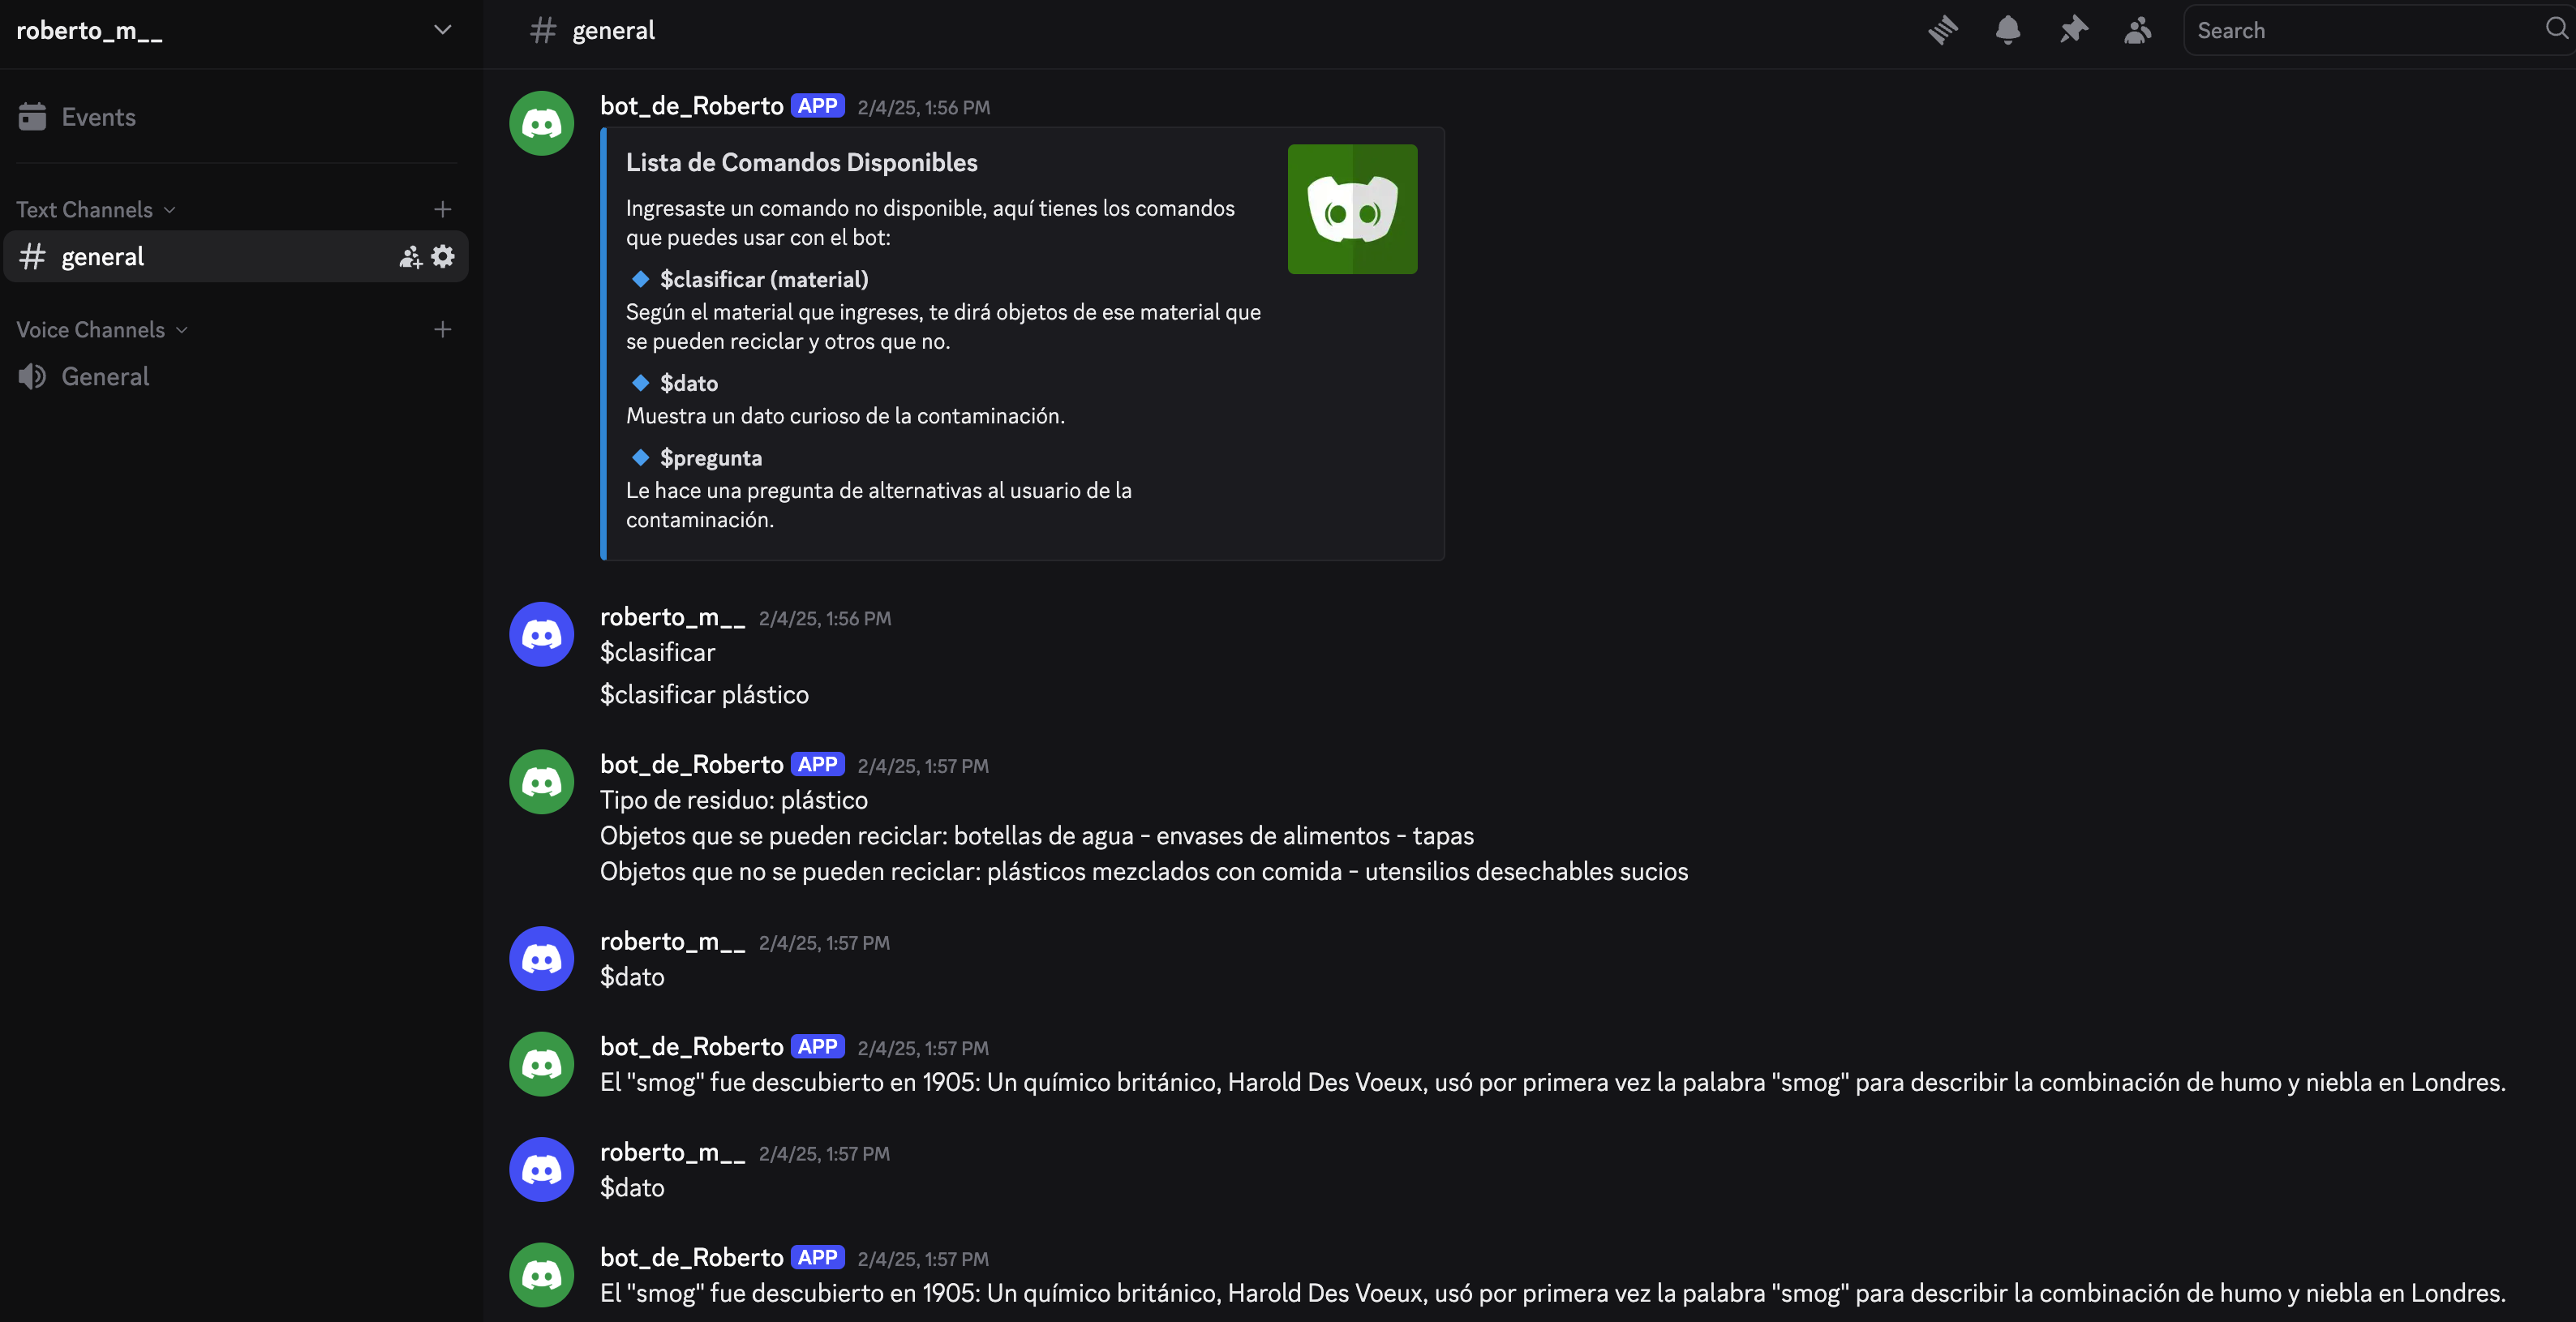 roberto_m__
Events
Text Channels
general
Voice Channels
General
general
Search
bot_de_Roberto APP 2/4/25, 1:56 PM
Lista de Comandos Disponibles
Ingresaste un comando no disponible, aquí tienes los comandos
que puedes usar con el bot:
$clasificar (material)
Según el material que ingreses, te dirá objetos de ese material que
se pueden reciclar y otros que no.
$dato
Muestra un dato curioso de la contaminación.
$pregunta
Le hace una pregunta de alternativas al usuario de la
contaminación.
roberto_m__ 2/4/25, 1:56 PM
$clasificar
$clasificar plástico
bot_de_Roberto APP 2/4/25, 1:57 PM
Tipo de residuo: plástico
Objetos que se pueden reciclar: botellas de agua - envases de alimentos - tapas
Objetos que no se pueden reciclar: plásticos mezclados con comida - utensilios desechables sucios
roberto_m__ 2/4/25, 1:57 PM
$dato
bot_de_Roberto APP 2/4/25, 1:57 PM
El "smog" fue descubierto en 1905: Un químico británico, Harold Des Voeux, usó por primera vez la palabra "smog" para describir la combinación de humo y niebla en Londres.
roberto_m__ 2/4/25, 1:57 PM
$dato
bot_de_Roberto APP 2/4/25, 1:57 PM
El "smog" fue descubierto en 1905: Un químico británico, Harold Des Voeux, usó por primera vez la palabra "smog" para describir la combinación de humo y niebla en Londres.